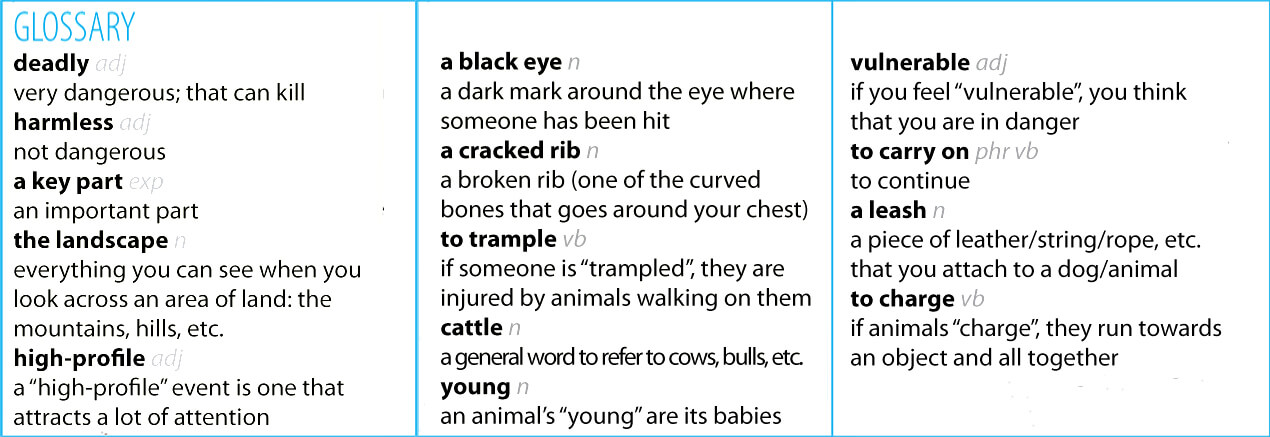 GLOSSARY
deadly adj
very dangerous; that can kill
harmless adj
not dangerous
a key part exp
an important part
the landscape n
everything you can see when you
look across an area of land: the
mountains, hills, etc.
high-profile adj
a “high-profile” event is one that
attracts a lot of attention
a black eye n
a dark mark around the eye where
someone has been hit
a cracked rib n
a broken rib (one of the curved
bones that goes around your chest)
to trample vb
if someone is “trampled”, they are
injured by animals walking on them
cattle n
a general word to refer to cows, bulls, etc.
young n
an animal’s “young” are its babies
vulnerable adj
if you feel “vulnerable”, you think
that you are in danger
to carry on phr vb
to continue
a leash n
a piece of leather/string/rope, etc.
that you attach to a dog/animal
to charge vb
if animals “charge”, they run towards
an object and all together